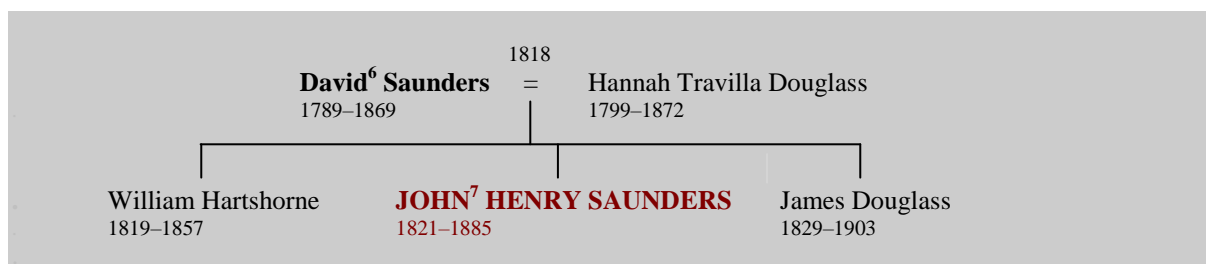 1818
David⁶ Saunders = Hannah Travilla Douglass
1789–1869 1799–1872
William Hartshorne JOHN⁷ HENRY SAUNDERS James Douglass
1819–1857 1821–1885 1829–1903